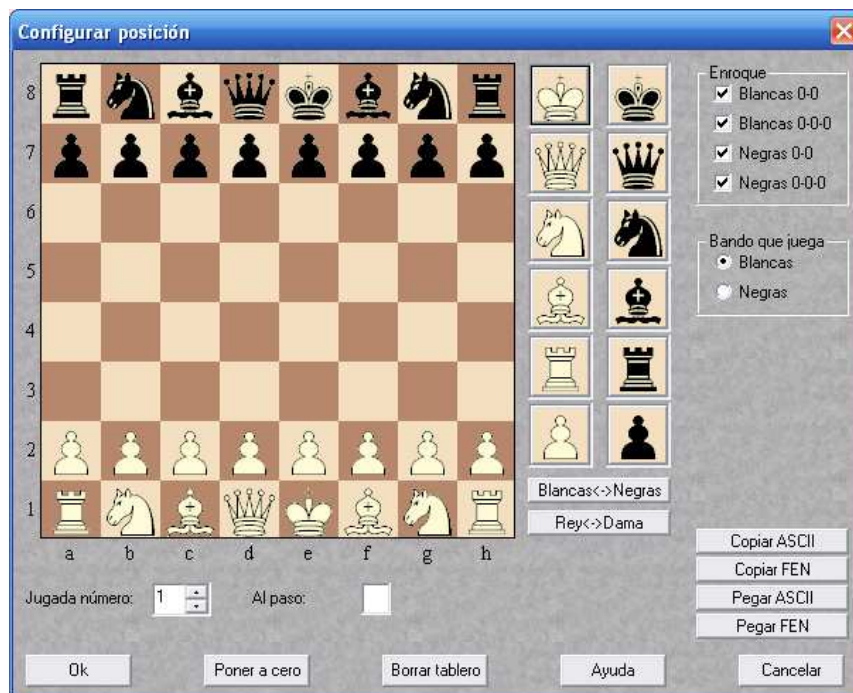 Configurar posición
8
7
6
5
4
3
2
1
a b c d e f g h
Jugada número: 1
Al paso:
Blancas<->Negras
Rey<->Dama
Enroque
Blancas 0-0
Blancas 0-0-0
Negras 0-0
Negras 0-0-0
Bando que juega
Blancas
Negras
Copiar ASCII
Copiar FEN
Pegar ASCII
Pegar FEN
Ok
Poner a cero
Borrar tablero
Ayuda
Cancelar